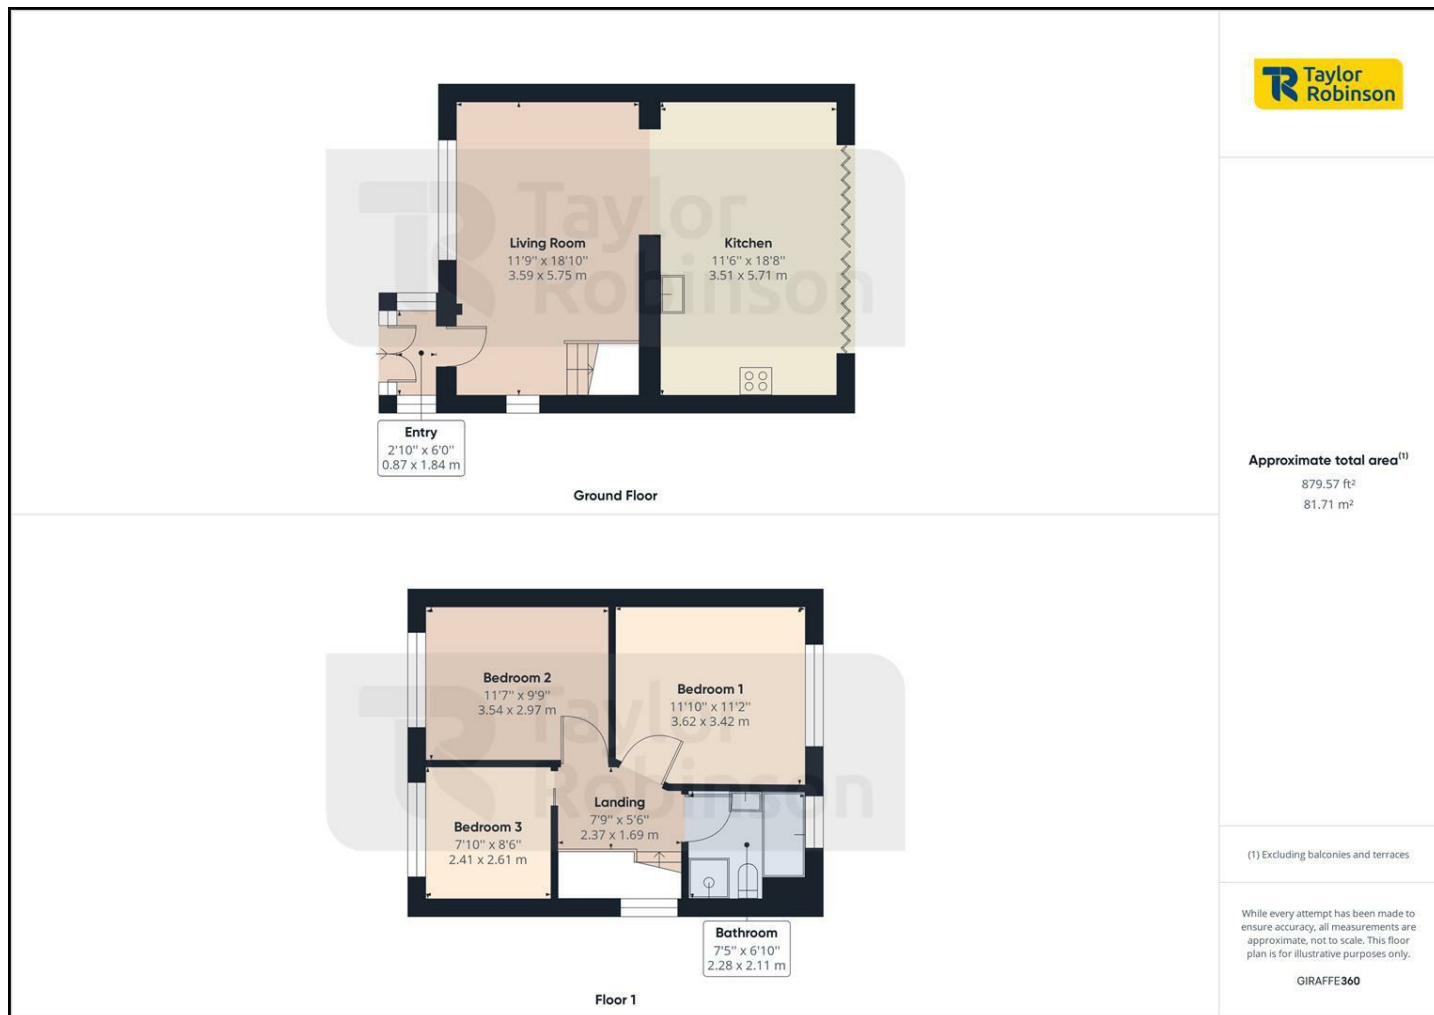 Taylor
Robinson
Living Room
11'9" x 18'10"
3.59 x 5.75 m
Kitchen
11'6" x 18'8"
3.51 x 5.71 m
Entry
2'10" x 6'0"
0.87 x 1.84 m
Ground Floor
Taylor
Robinson
Approximate total area(1)
879.57 ft²
81.71 m²
Bedroom 2
11'7" x 9'9"
3.54 x 2.97 m
Bedroom 1
11'10" x 11'2"
3.62 x 3.42 m
Landing
7'9" x 5'6"
2.37 x 1.69 m
Bedroom 3
7'10" x 8'6"
2.41 x 2.61 m
Bathroom
7'5" x 6'10"
2.28 x 2.11 m
Floor 1
Taylor
Robinson
(1) Excluding balconies and terraces
While every attempt has been made to
ensure accuracy, all measurements are
approximate, not to scale. This floor
plan is for illustrative purposes only.
GIRAFFE360